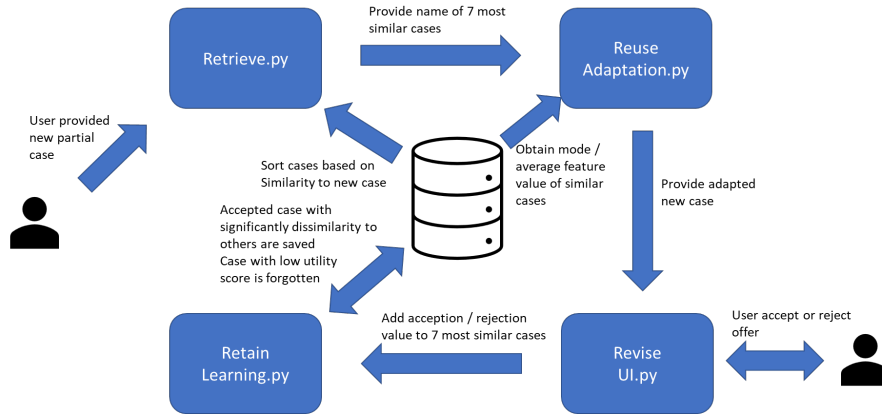 Provide name of 7 most
similar cases
Retrieve.py
Reuse
Adaptation.py
User provided
new partial
case
Sort cases based on
Similarity to new case
Obtain mode /
average feature
value of similar
cases
Provide adapted
new case
Accepted case with
significantly dissimilarity to
others are saved
Case with low utility
score is forgotten
Add acception / rejection
value to 7 most similar cases
User accept or reject
offer
Retain
Learning.py
Revise
UI.py